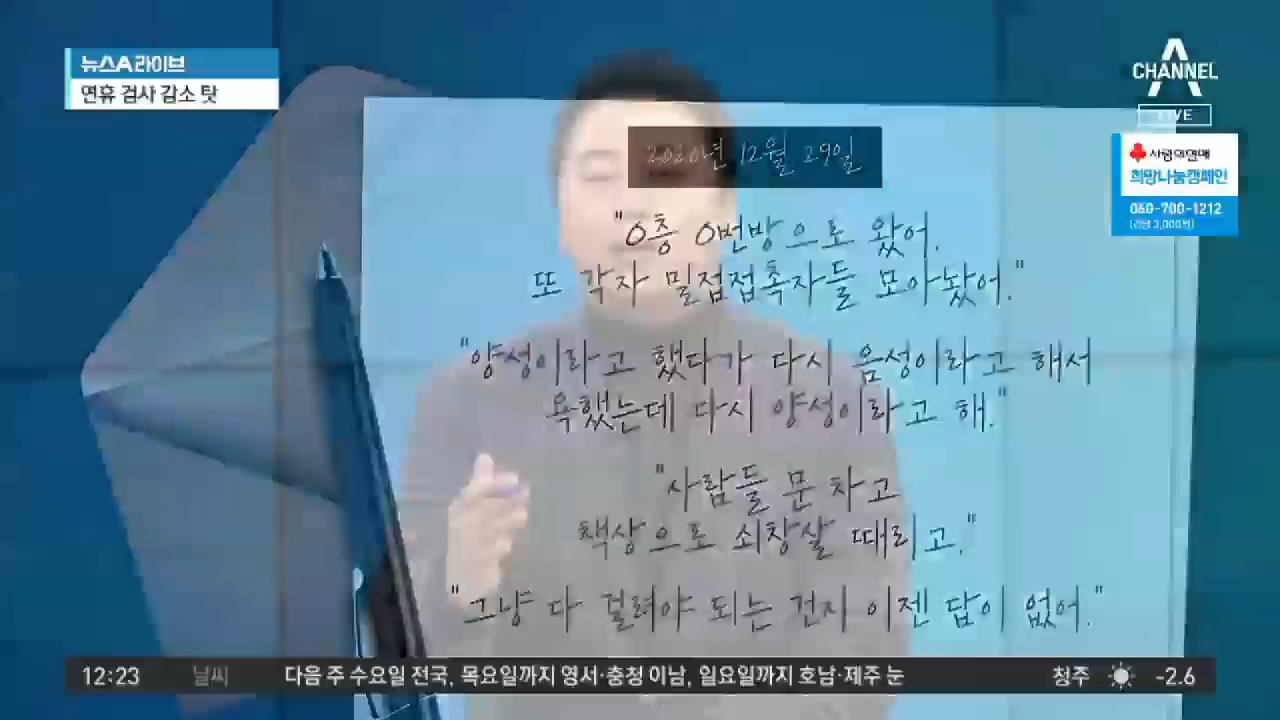 뉴스A 라이브
연휴 검사 감소 탓
CHANNEL A
LIVE
사랑의열매
희망나눔캠페인
060-700-1212
(건당 3,000원)
2020년 12월 29일
"0층 0번방으로 왔어.
또 각자 밀접접촉자들 모아놨어."
"양성이라고 했다가 다시 음성이라고 해서
욕했는데 다시 양성이라고 해."
"사람들 문 차고
책상으로 쇠창살 때리고."
"그냥 다 걸려야 되는 건지 이젠 답이 없어."
12:23 날씨 다음 주 수요일 전국, 목요일까지 영서·충청 이남, 일요일까지 호남·제주 눈 청주 -2.6